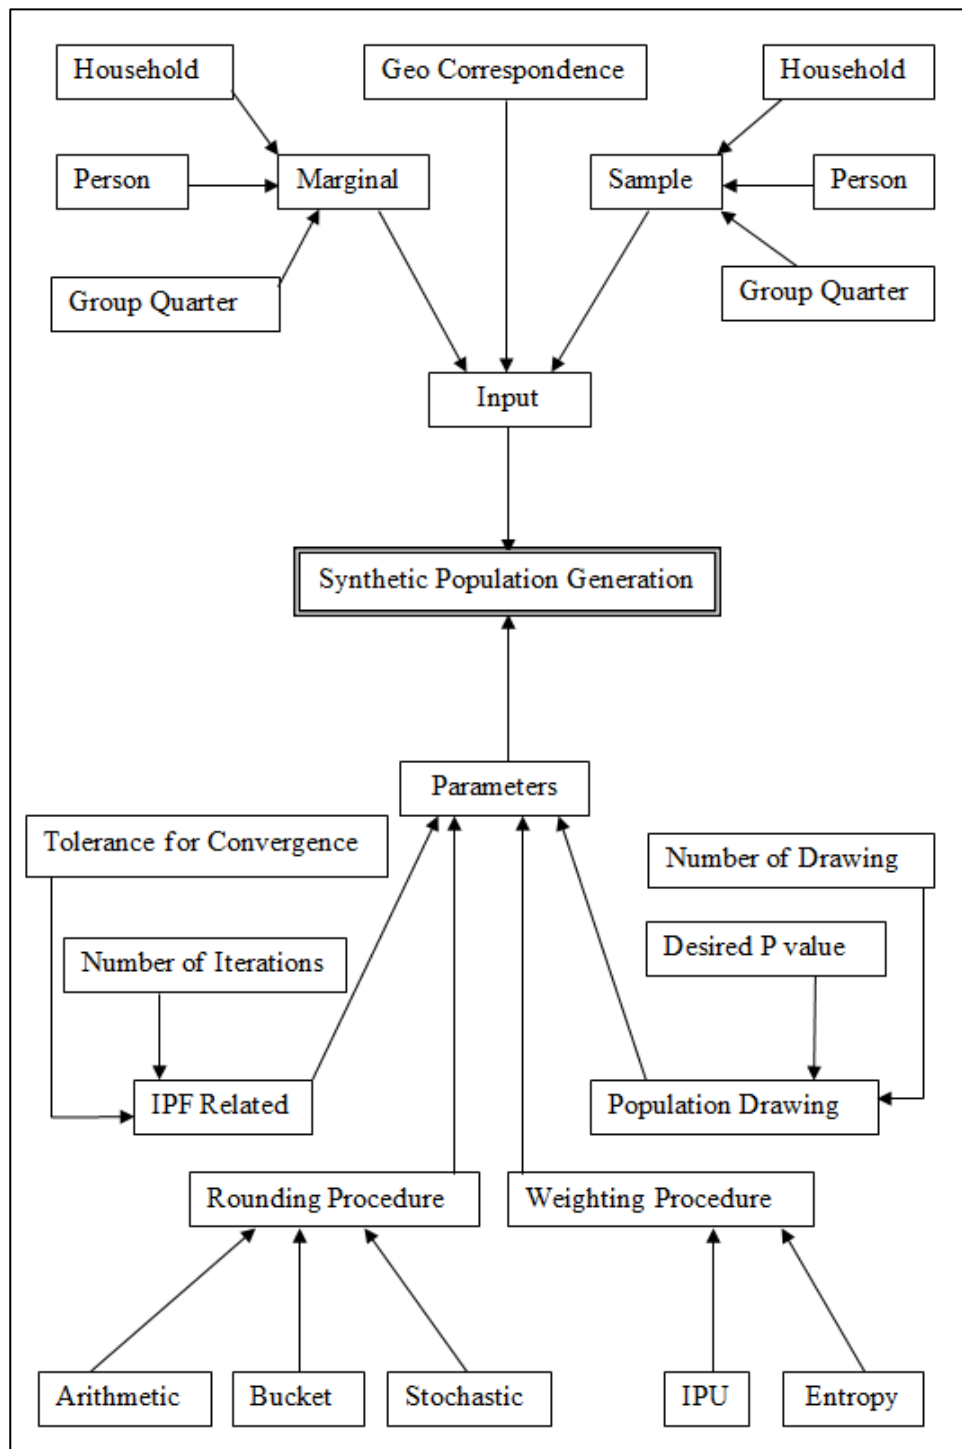 Household
Geo Correspondence
Household
Person
Marginal
Sample
Person
Group Quarter
Group Quarter
Input
Synthetic Population Generation
Parameters
Tolerance for Convergence
Number of Drawing
Number of Iterations
Desired P value
IPF Related
Population Drawing
Rounding Procedure
Weighting Procedure
Arithmetic
Bucket
Stochastic
IPU
Entropy